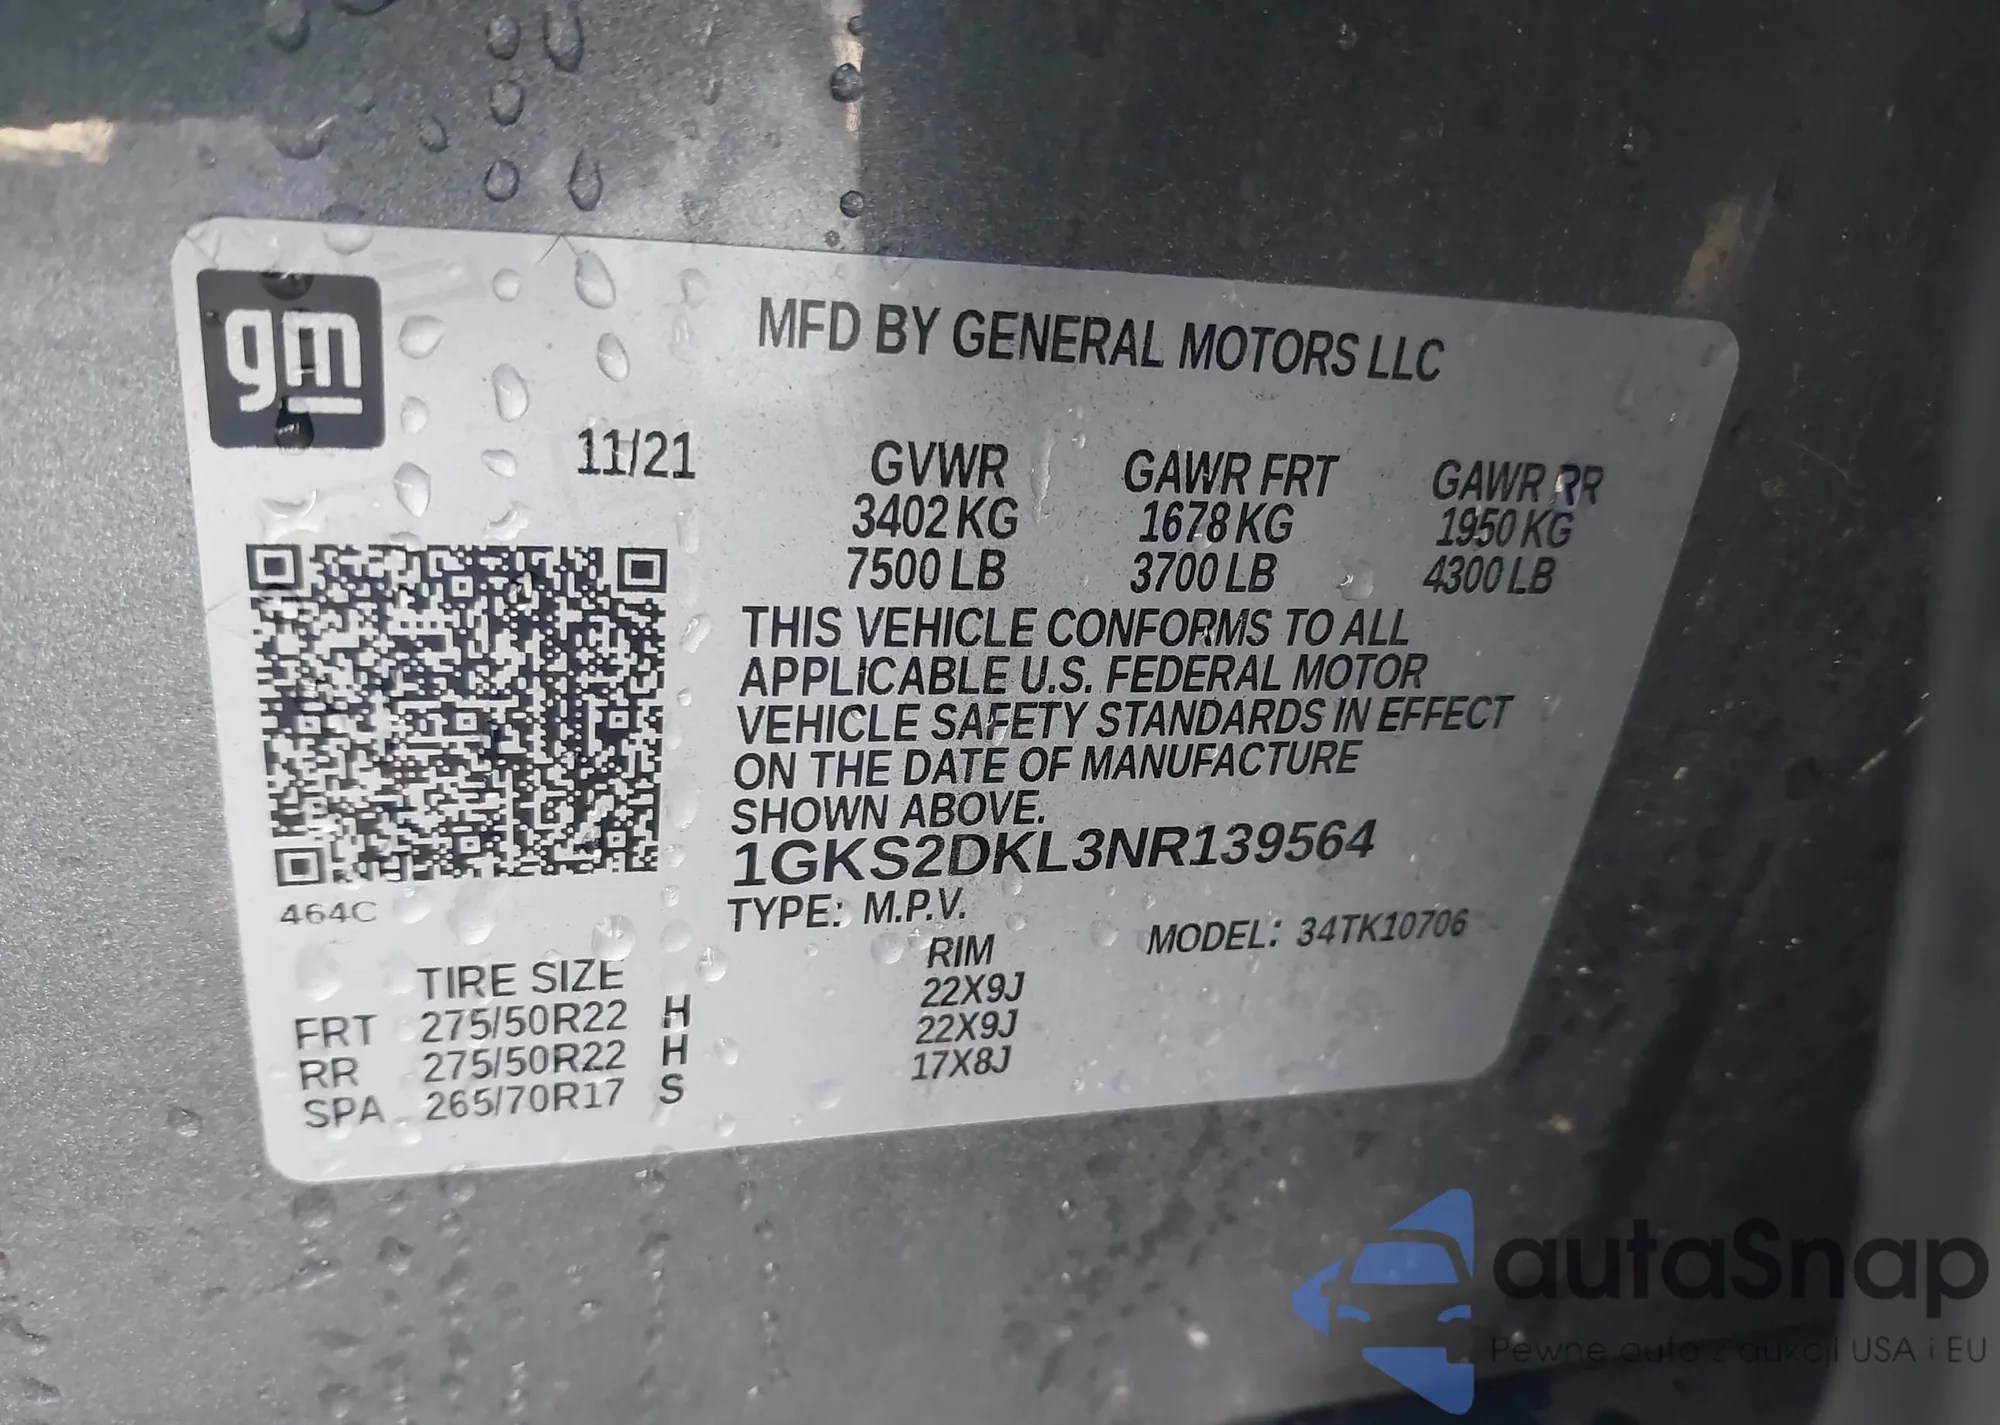 gm
MFD BY GENERAL MOTORS LLC
11/21
GVWR GAWR FRT GAWR RR
3402 KG 1678 KG 1950 KG
7500 LB 3700 LB 4300 LB
THIS VEHICLE CONFORMS TO ALL
APPLICABLE U.S. FEDERAL MOTOR
VEHICLE SAFETY STANDARDS IN EFFECT
ON THE DATE OF MANUFACTURE
SHOWN ABOVE.
1GKS2DKL3NR139564
464C
TYPE: M.P.V. MODEL: 34TK10706
TIRE SIZE RIM
FRT 275/50R22 H 22X9J
RR 275/50R22 H 22X9J
SPA 265/70R17 S 17X8J
autaSnap
Pewne auto z aukcji USA i EU